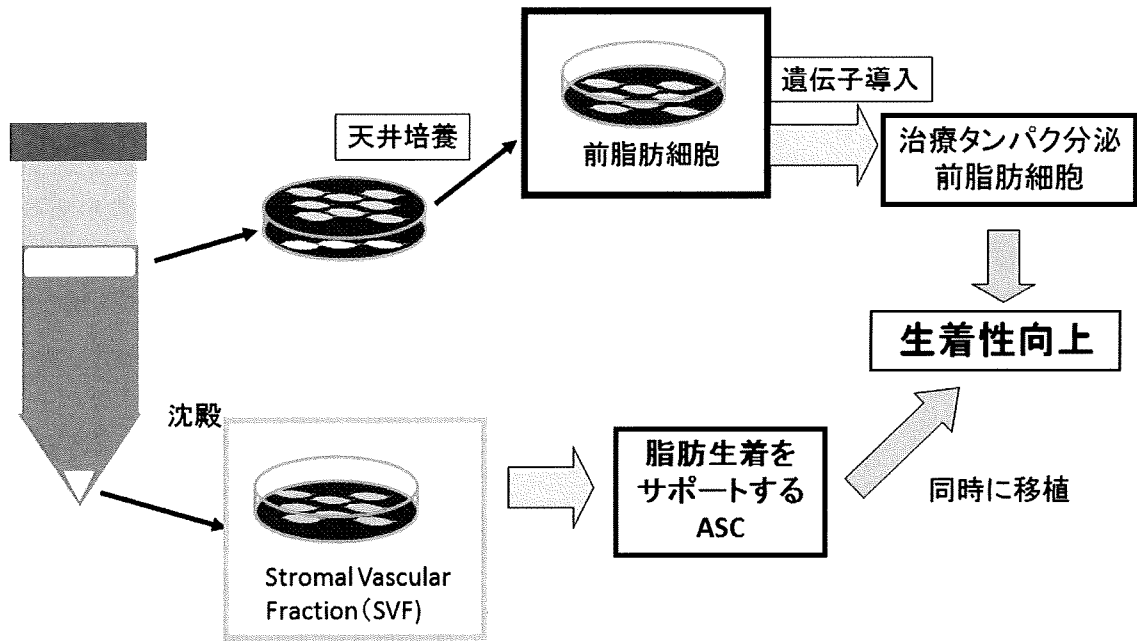 天井培養
前脂肪細胞
遺伝子導入
治療タンパク分泌
前脂肪細胞
生着性向上
沈殿
Stromal Vascular
Fraction（SVF)
脂肪生着を
サポートする
ASC
同時に移植